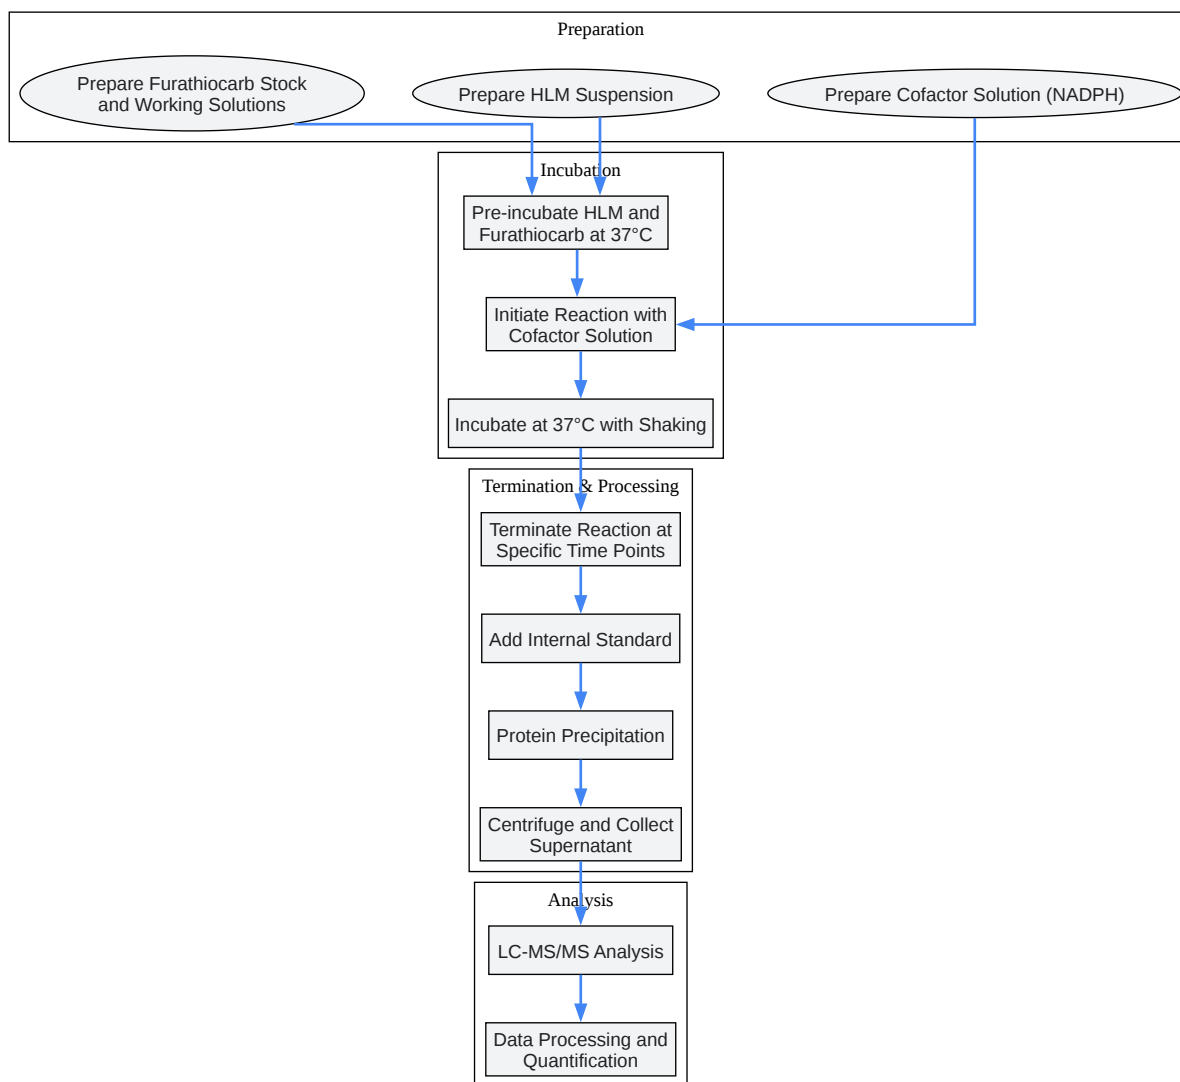 Preparation
Prepare Furathiocarb Stock
and Working Solutions
Prepare HLM Suspension
Prepare Cofactor Solution (NADPH)
Incubation
Pre-incubate HLM and
Furathiocarb at 37°C
Initiate Reaction with
Cofactor Solution
Incubate at 37°C with Shaking
Termination & Processing
Terminate Reaction at
Specific Time Points
Add Internal Standard
Protein Precipitation
Centrifuge and Collect
Supernatant
Analysis
LC-MS/MS Analysis
Data Processing and
Quantification